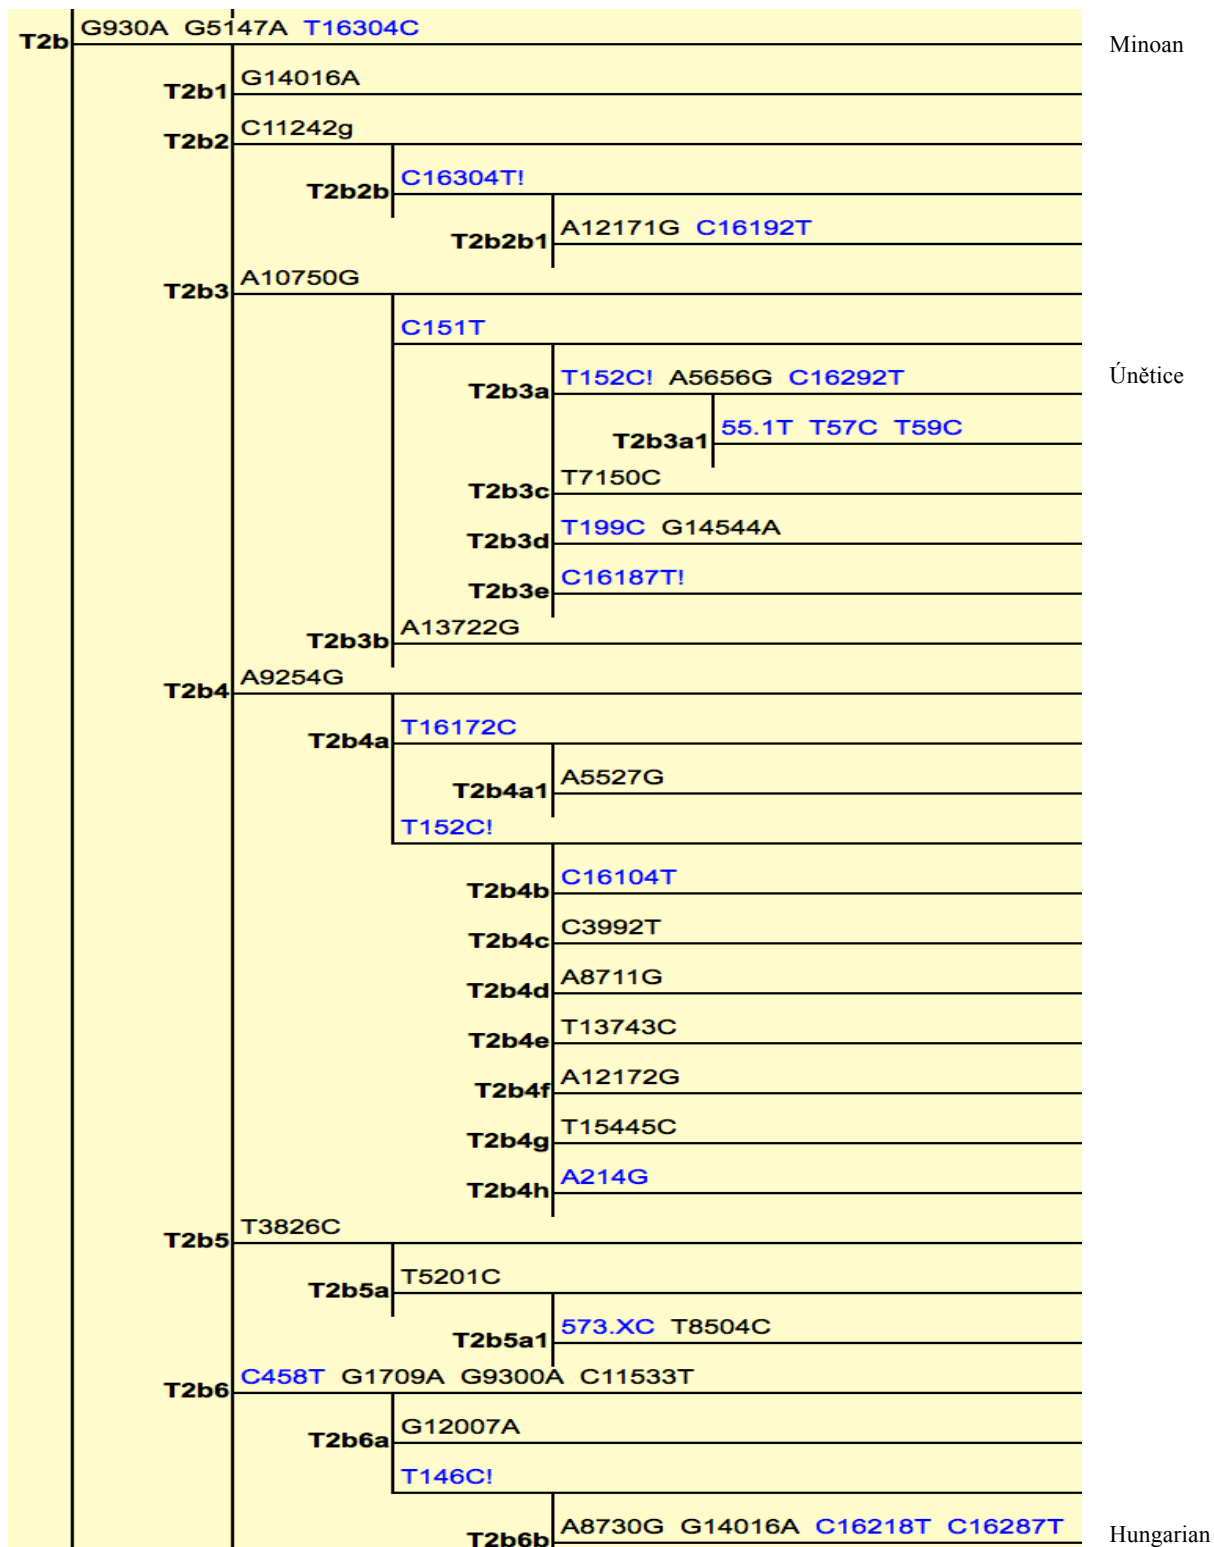 T2b G930A G5147A T16304C Minoan
T2b1 G14016A
T2b2 C11242g
T2b2b C16304T!
T2b2b1 A12171G C16192T
T2b3 A10750G
C151T
T2b3a T152C! A5656G C16292T Únětice
T2b3a1 55.1T T57C T59C
T2b3c T7150C
T2b3d T199C G14544A
T2b3e C16187T!
T2b3b A13722G
T2b4 A9254G
T2b4a T16172C
T2b4a1 A5527G
T152C!
T2b4b C16104T
T2b4c C3992T
T2b4d A8711G
T2b4e T13743C
T2b4f A12172G
T2b4g T15445C
T2b4h A214G
T2b5 T3826C
T2b5a T5201C
T2b5a1 573.XC T8504C
T2b6 C458T G1709A G9300A C11533T
T2b6a G12007A
T146C!
T2b6b A8730G G14016A C16218T C16287T Hungarian